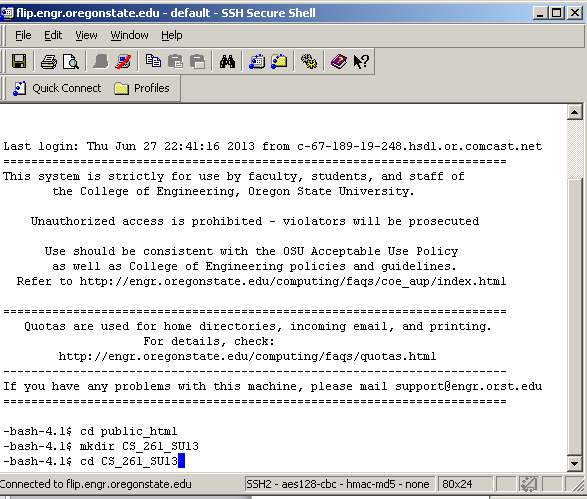 flip.engr.oregonstate.edu - default - SSH Secure Shell
File Edit View Window Help
Quick Connect Profiles
Last login: Thu Jun 27 22:41:16 2013 from c-67-189-19-248.hsd1.or.comcast.net
========================================================================
This system is strictly for use by faculty, students, and staff of
the College of Engineering, Oregon State University.
Unauthorized access is prohibited - violators will be prosecuted
Use should be consistent with the OSU Acceptable Use Policy
as well as College of Engineering policies and guidelines.
Refer to http://engr.oregonstate.edu/computing/faqs/coe_aup/index.html
========================================================================
Quotas are used for home directories, incoming email, and printing.
For details, check:
http://engr.oregonstate.edu/computing/faqs/quotas.html
------------------------------------------------------------------------
If you have any problems with this machine, please mail support@engr.orst.edu
========================================================================
-bash-4.1$ cd public_html
-bash-4.1$ mkdir CS_261_SU13
-bash-4.1$ cd CS_261_SU13
Connected to flip.engr.oregonstate.edu SSH2 - aes128-cbc - hmac-md5 - none 80x24